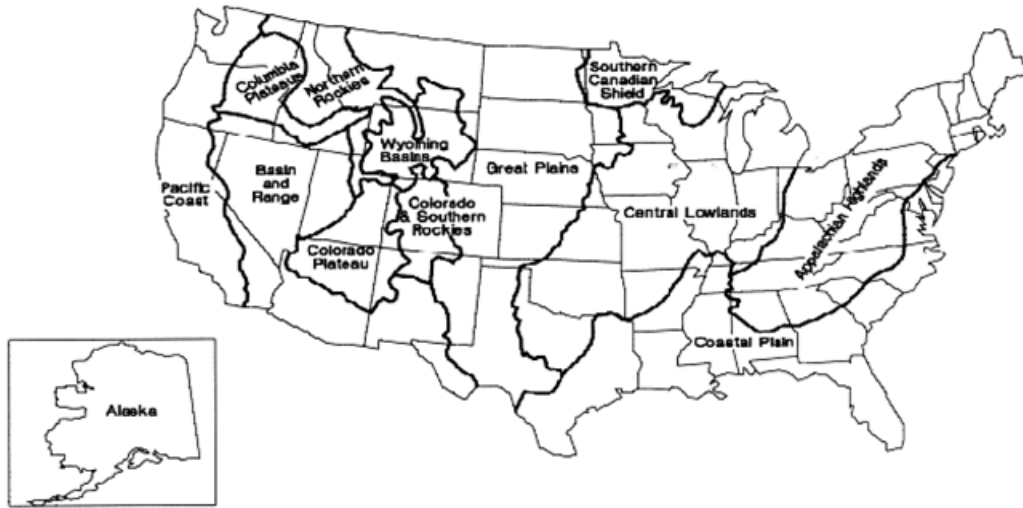 Southern
Canadian
Shield
Columbia
Plateaus
Northern
Rockies
Wyoming
Basins
Great Plains
Basin
and
Range
Pacific
Coast
Colorado
& Southern
Rockies
Central Lowlands
Appalachian Highlands
Colorado
Plateau
Coastal Plain
Alaska